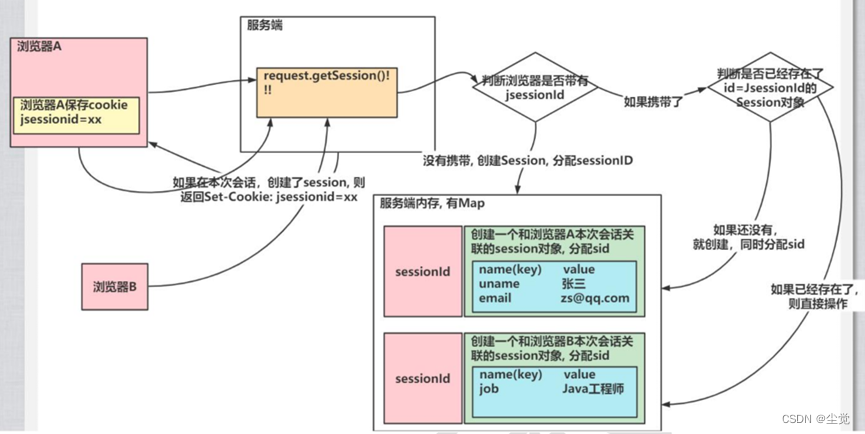 浏览器A
浏览器A保存cookie
jsessionid=xx
服务端
request.getSession()!
!!
判断浏览器是否带有
jsessionId
如果携带了
判断是否已经存在了
id=JsessionId的
Session对象
没有携带, 创建Session, 分配sessionID
如果在本次会话，创建了session, 则
返回Set-Cookie: jsessionid=xx
浏览器B
服务端内存, 有Map
sessionId
创建一个和浏览器A本次会话关
联的session对象, 分配sid
name(key) value
uname 张三
email zs@qq.com
sessionId
创建一个和浏览器B本次会话关
联的session对象, 分配sid
name(key) value
job Java工程师
如果还没有，
就创建，同时分配sid
如果已经存在了，
则直接操作
CSDN @尘觉